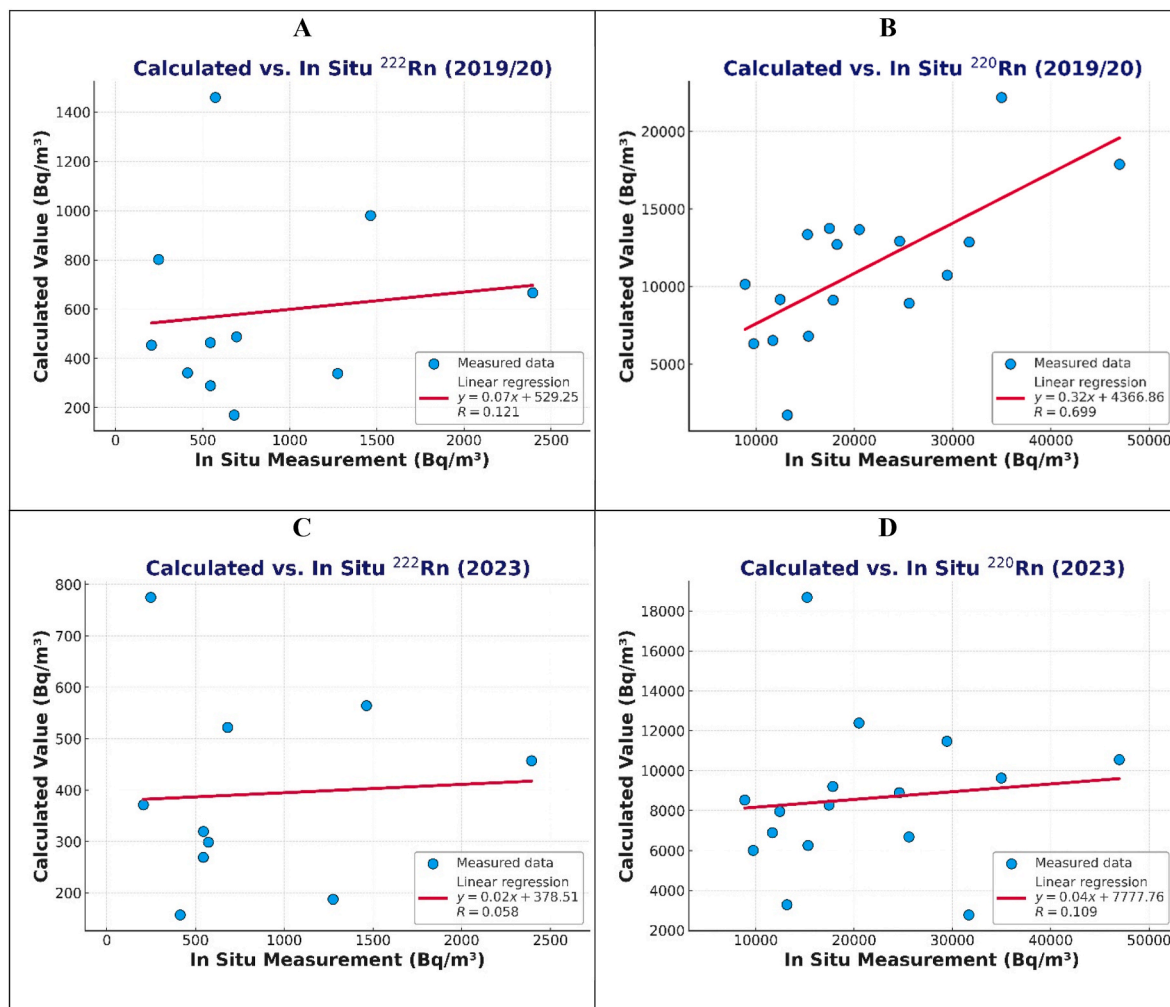 A
Calculated vs. In Situ ²²²Rn (2019/20)
Calculated Value (Bq/m³)
1400
1200
1000
800
600
400
200
0
500
1000
1500
2000
2500
In Situ Measurement (Bq/m³)
Measured data
Linear regression
y = 0.07x + 529.25
R = 0.121
B
Calculated vs. In Situ ²²⁰Rn (2019/20)
Calculated Value (Bq/m³)
20000
15000
10000
5000
10000
20000
30000
40000
50000
In Situ Measurement (Bq/m³)
Measured data
Linear regression
y = 0.32x + 4366.86
R = 0.699
C
Calculated vs. In Situ ²²²Rn (2023)
Calculated Value (Bq/m³)
800
700
600
500
400
300
200
0
500
1000
1500
2000
2500
In Situ Measurement (Bq/m³)
Measured data
Linear regression
y = 0.02x + 378.51
R = 0.058
D
Calculated vs. In Situ ²²⁰Rn (2023)
Calculated Value (Bq/m³)
18000
16000
14000
12000
10000
8000
6000
4000
2000
10000
20000
30000
40000
50000
In Situ Measurement (Bq/m³)
Measured data
Linear regression
y = 0.04x + 7777.76
R = 0.109